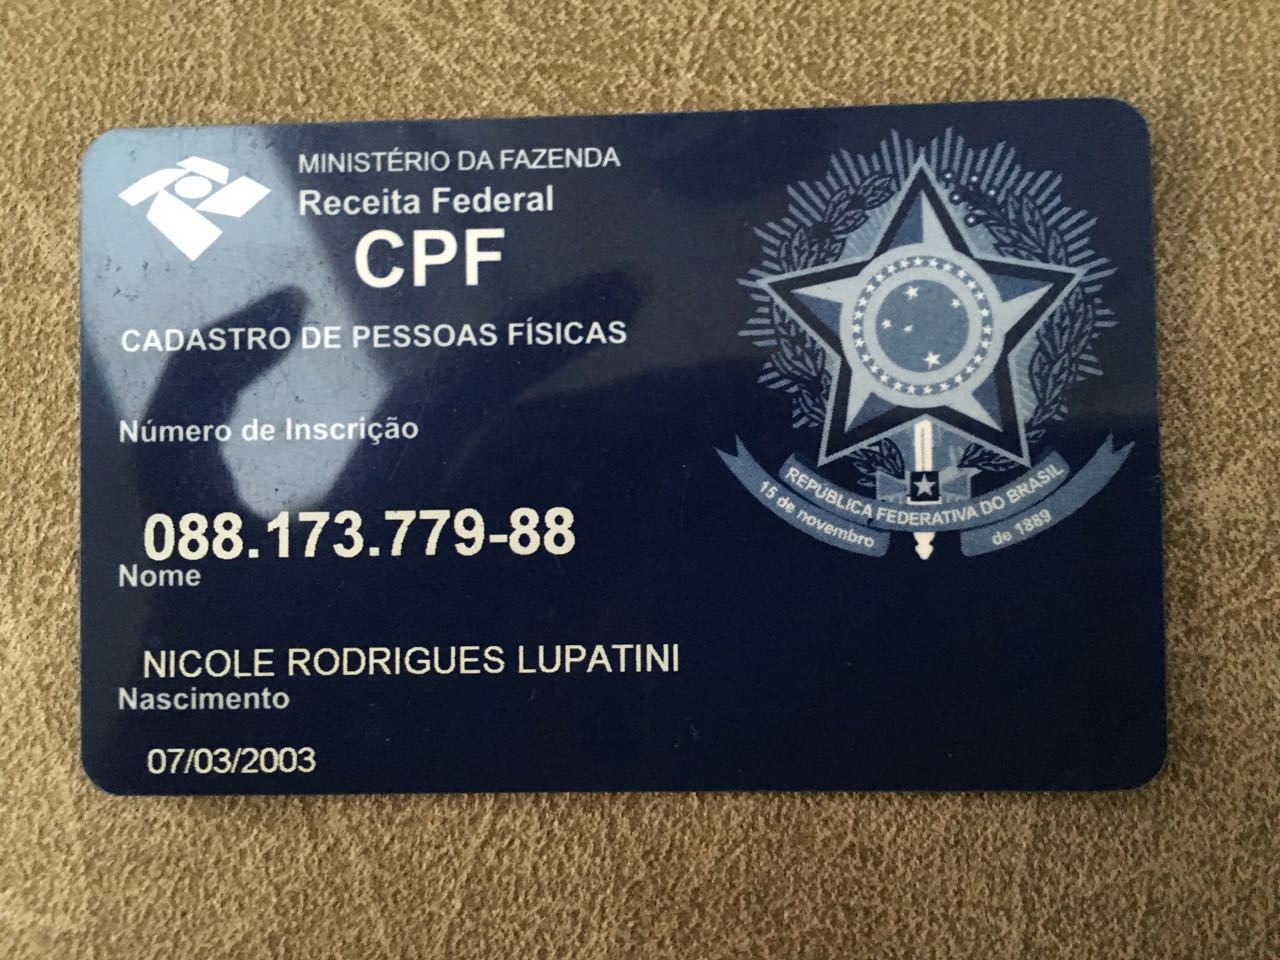 MINISTÉRIO DA FAZENDA
Receita Federal
CPF
CADASTRO DE PESSOAS FÍSICAS
Número de Inscrição
088.173.779-88
Nome
NICOLE RODRIGUES LUPATINI
Nascimento
07/03/2003
REPÚBLICA FEDERATIVA DO BRASIL
15 de novembro de 1889